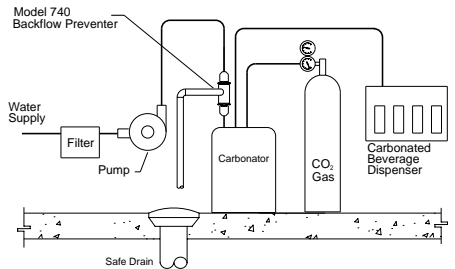 Model 740
Backflow Preventer
Water
Supply
Filter
Pump
Carbonator
CO2
Gas
Carbonated
Beverage
Dispenser
Safe Drain